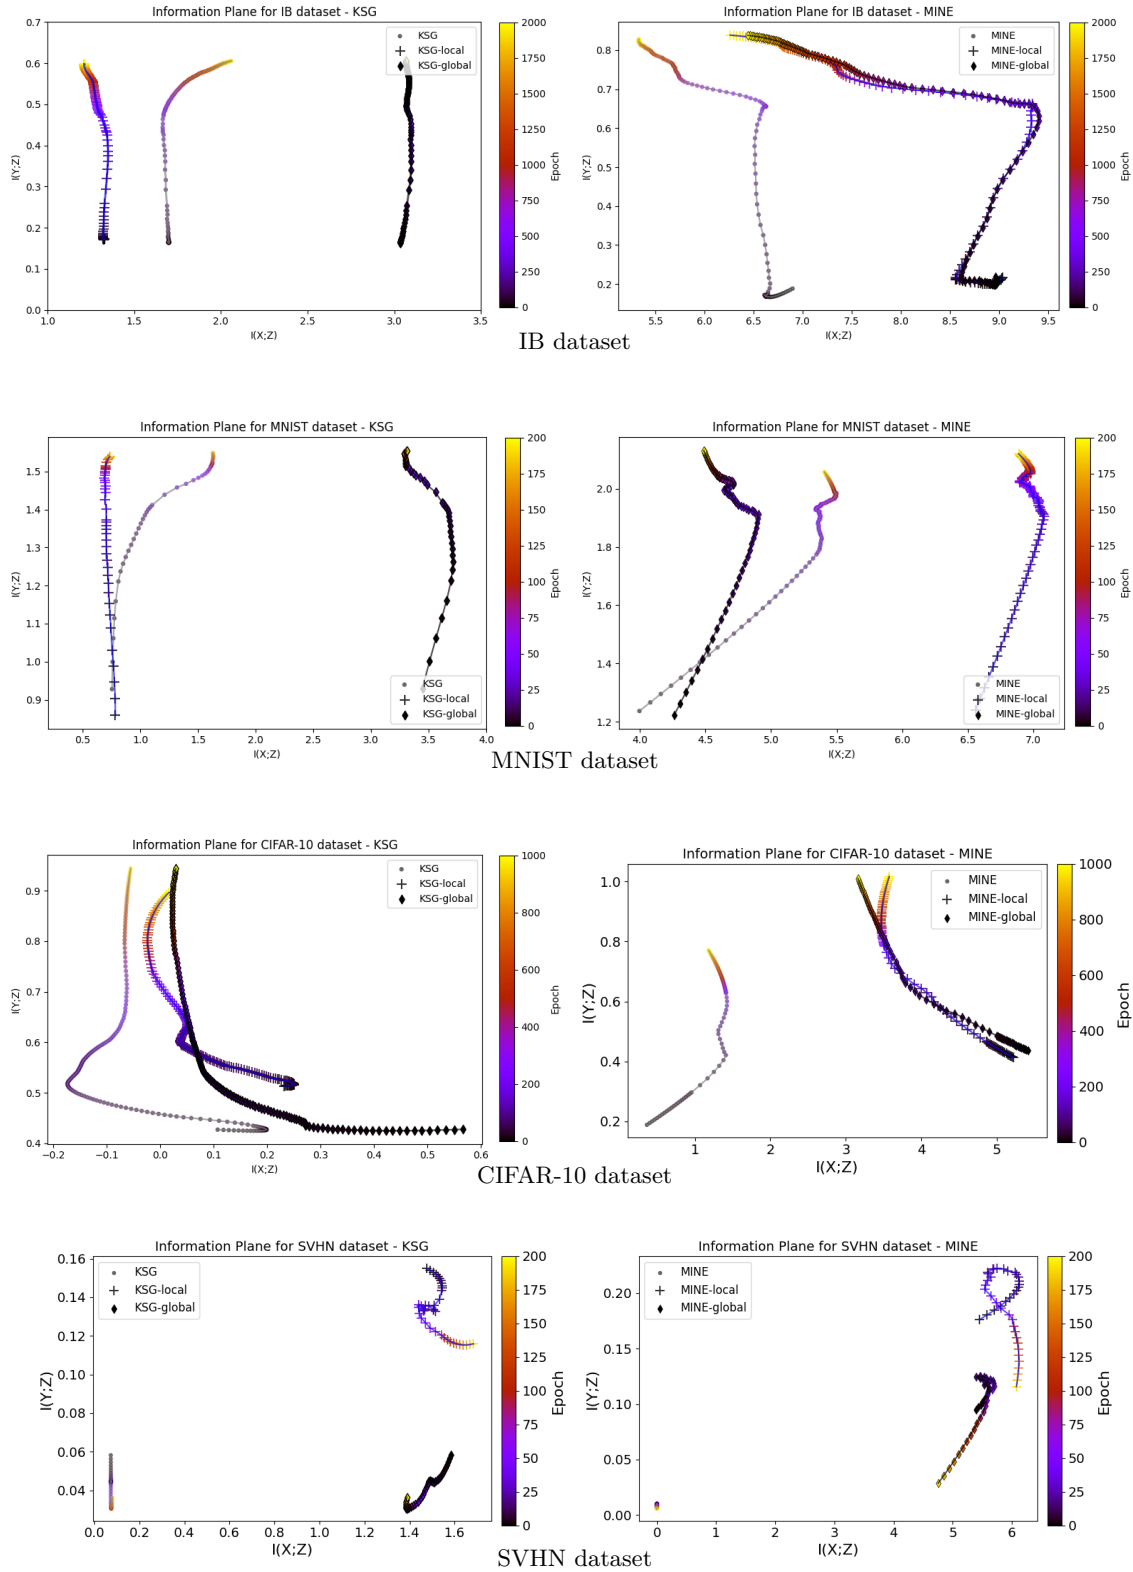 Information Plane for IB dataset - KSG
KSG
KSG-local
KSG-global
0.7
0.6
0.5
0.4
0.3
0.2
0.1
0.0
I(Y;Z)
1.0 1.5 2.0 2.5 3.0 3.5
I(X;Z)
2000
1750
1500
1250
1000
750
500
250
0
Epoch
Information Plane for IB dataset - MINE
MINE
MINE-local
MINE-global
0.8
0.7
0.6
0.5
0.4
0.3
0.2
I(Y;Z)
5.5 6.0 6.5 7.0 7.5 8.0 8.5 9.0 9.5
I(X;Z)
2000
1750
1500
1250
1000
750
500
250
0
Epoch
IB dataset
Information Plane for MNIST dataset - KSG
1.5
1.4
1.3
1.2
1.1
1.0
0.9
I(Y;Z)
KSG
KSG-local
KSG-global
0.5 1.0 1.5 2.0 2.5 3.0 3.5 4.0
I(X;Z)
200
175
150
125
100
75
50
25
0
Epoch
Information Plane for MNIST dataset - MINE
2.0
1.8
1.6
1.4
1.2
I(Y;Z)
MINE
MINE-local
MINE-global
4.0 4.5 5.0 5.5 6.0 6.5 7.0
I(X;Z)
200
175
150
125
100
75
50
25
0
Epoch
MNIST dataset
Information Plane for CIFAR-10 dataset - KSG
KSG
KSG-local
KSG-global
0.9
0.8
0.7
0.6
0.5
0.4
I(Y;Z)
−0.2 −0.1 0.0 0.1 0.2 0.3 0.4 0.5 0.6
I(X;Z)
1000
800
600
400
200
0
Epoch
Information Plane for CIFAR-10 dataset - MINE
MINE
MINE-local
MINE-global
1.0
0.8
0.6
0.4
0.2
I(Y;Z)
1 2 3 4 5
I(X;Z)
1000
800
600
400
200
0
Epoch
CIFAR-10 dataset
Information Plane for SVHN dataset - KSG
KSG
KSG-local
KSG-global
0.16
0.14
0.12
0.10
0.08
0.06
0.04
I(Y;Z)
0.0 0.2 0.4 0.6 0.8 1.0 1.2 1.4 1.6
I(X;Z)
200
175
150
125
100
75
50
25
0
Epoch
Information Plane for SVHN dataset - MINE
MINE
MINE-local
MINE-global
0.20
0.15
0.10
0.05
0.00
I(Y;Z)
0 1 2 3 4 5 6
I(X;Z)
200
175
150
125
100
75
50
25
0
Epoch
SVHN dataset